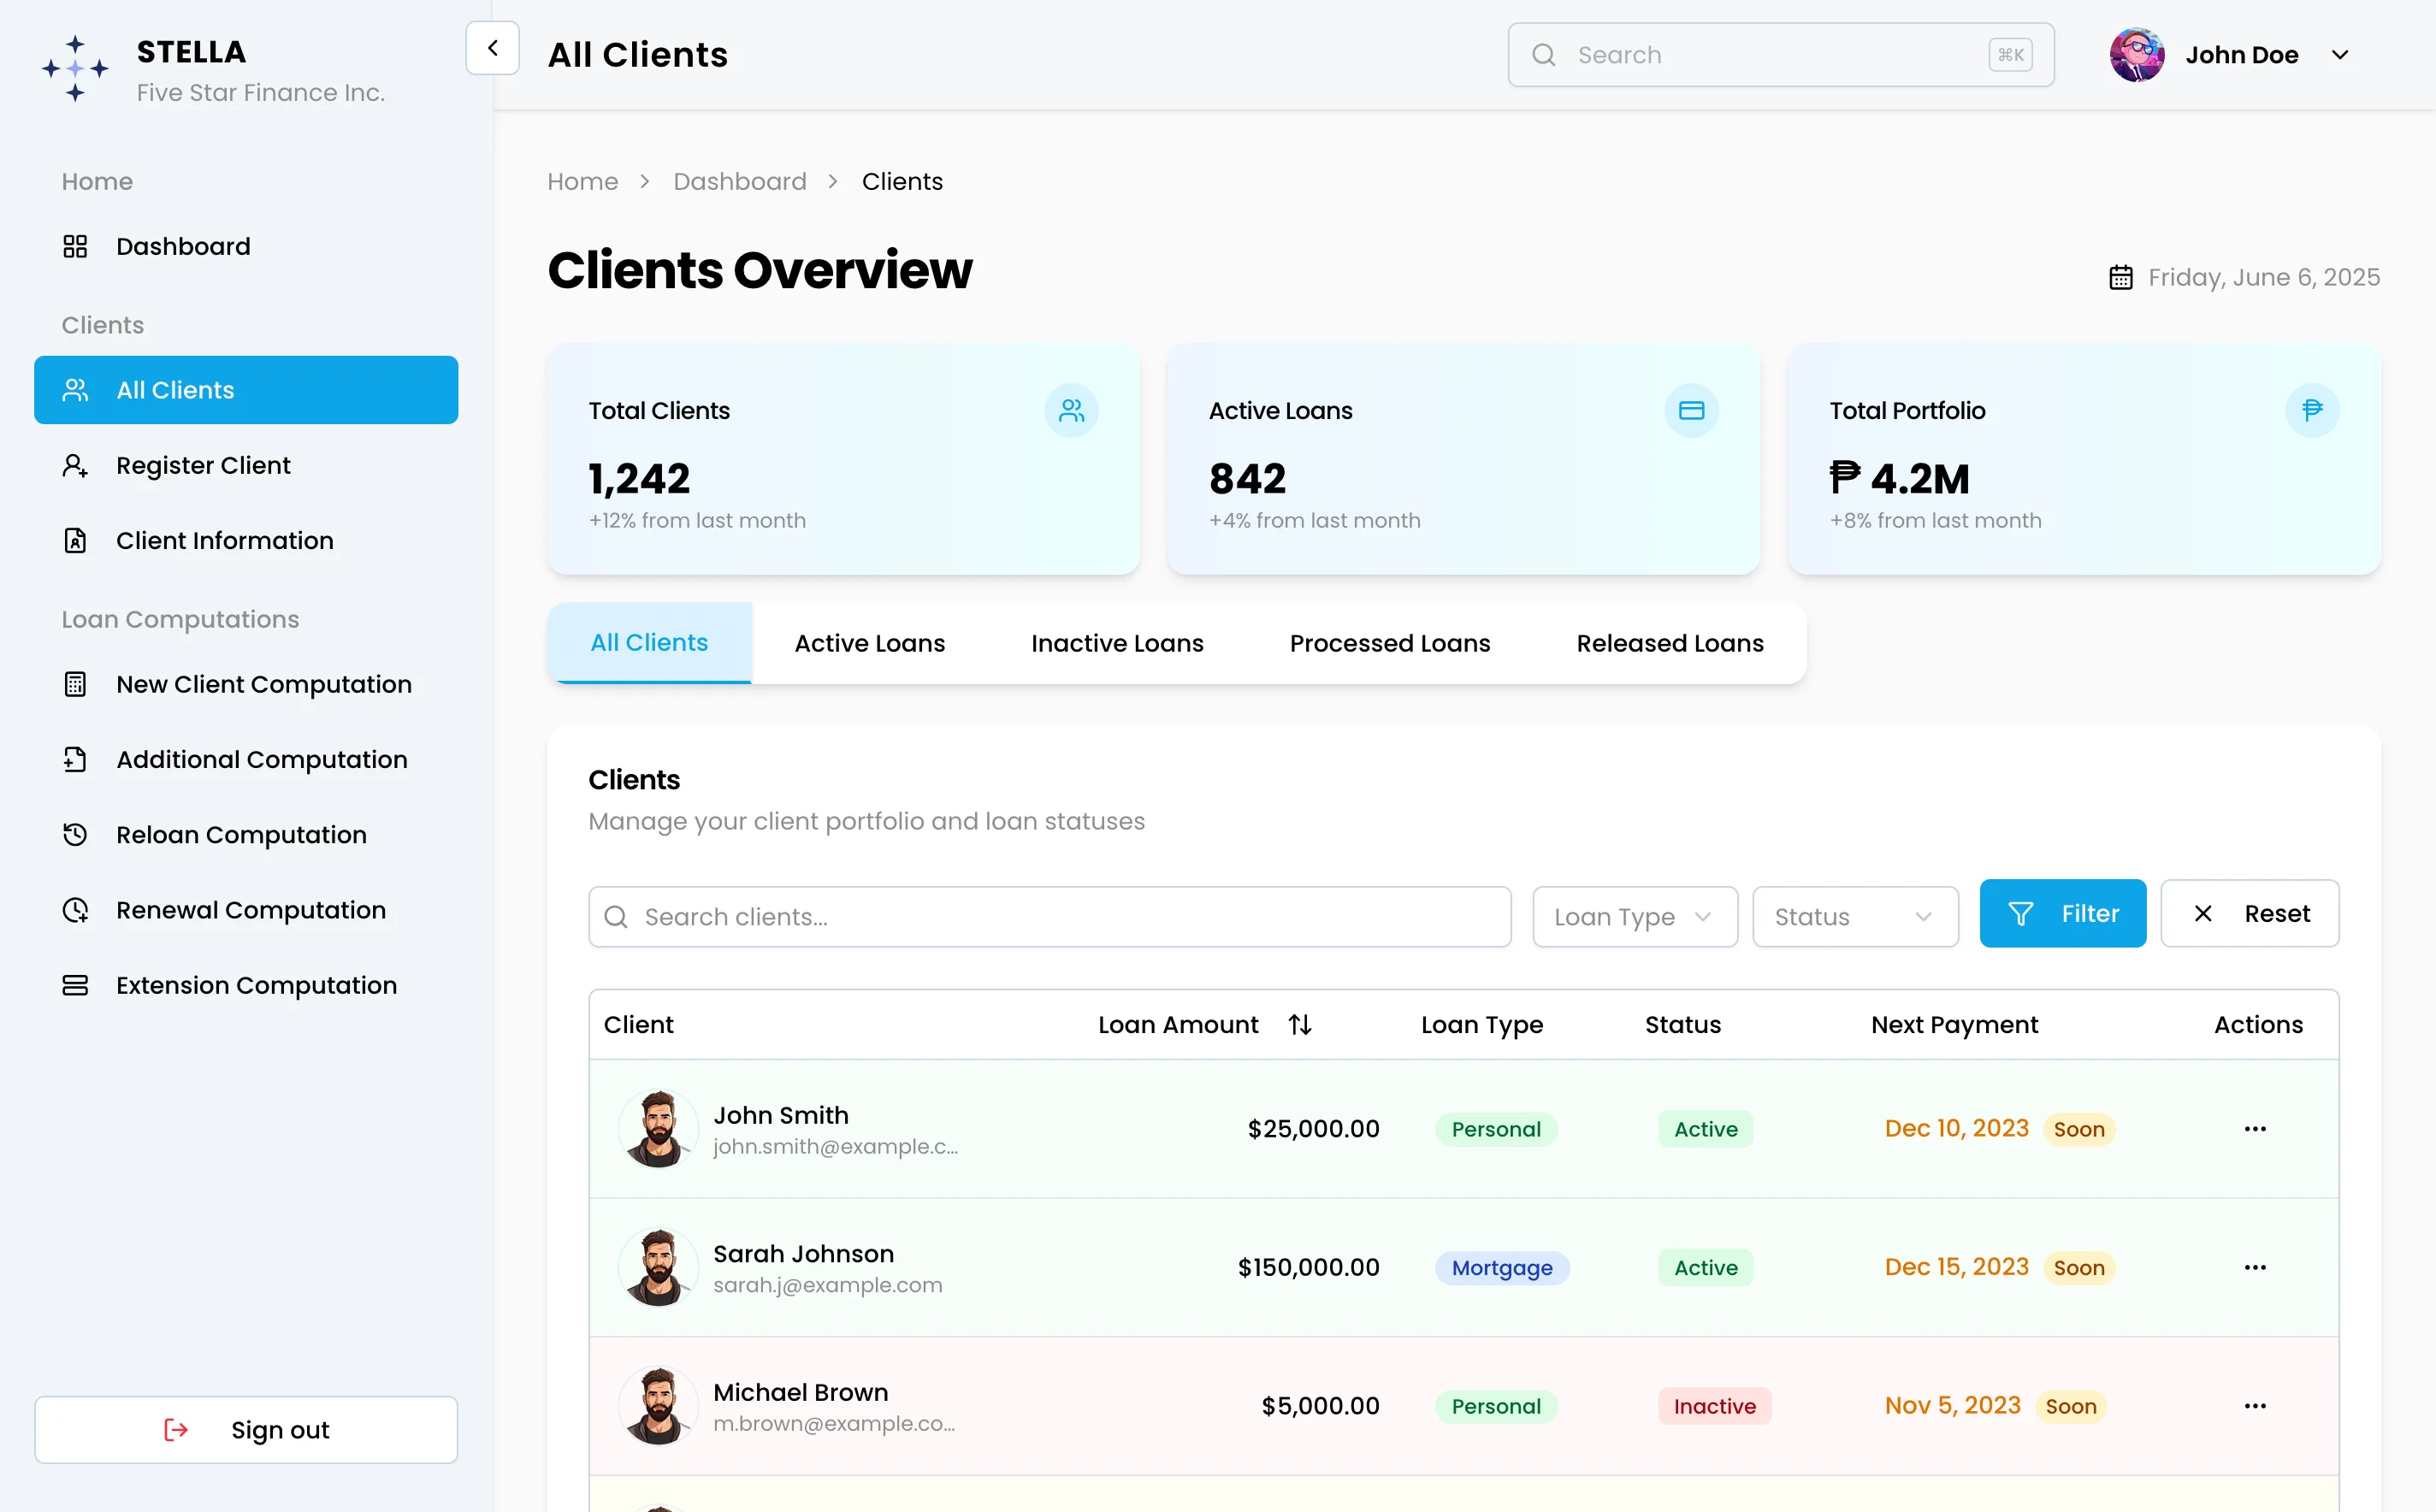 STELLA
Five Star Finance Inc.
Home
Dashboard
Clients
All Clients
Register Client
Client Information
Loan Computations
New Client Computation
Additional Computation
Reloan Computation
Renewal Computation
Extension Computation
Sign out
All Clients
Search
⌘K
John Doe
Home > Dashboard > Clients
Clients Overview
Friday, June 6, 2025
Total Clients
1,242
+12% from last month
Active Loans
842
+4% from last month
Total Portfolio
₱ 4.2M
+8% from last month
All Clients Active Loans Inactive Loans Processed Loans Released Loans
Clients
Manage your client portfolio and loan statuses
Search clients... Loan Type Status Filter Reset
Client Loan Amount Loan Type Status Next Payment Actions
John Smith
john.smith@example.c...
$25,000.00 Personal Active Dec 10, 2023 Soon
Sarah Johnson
sarah.j@example.com
$150,000.00 Mortgage Active Dec 15, 2023 Soon
Michael Brown
m.brown@example.co...
$5,000.00 Personal Inactive Nov 5, 2023 Soon